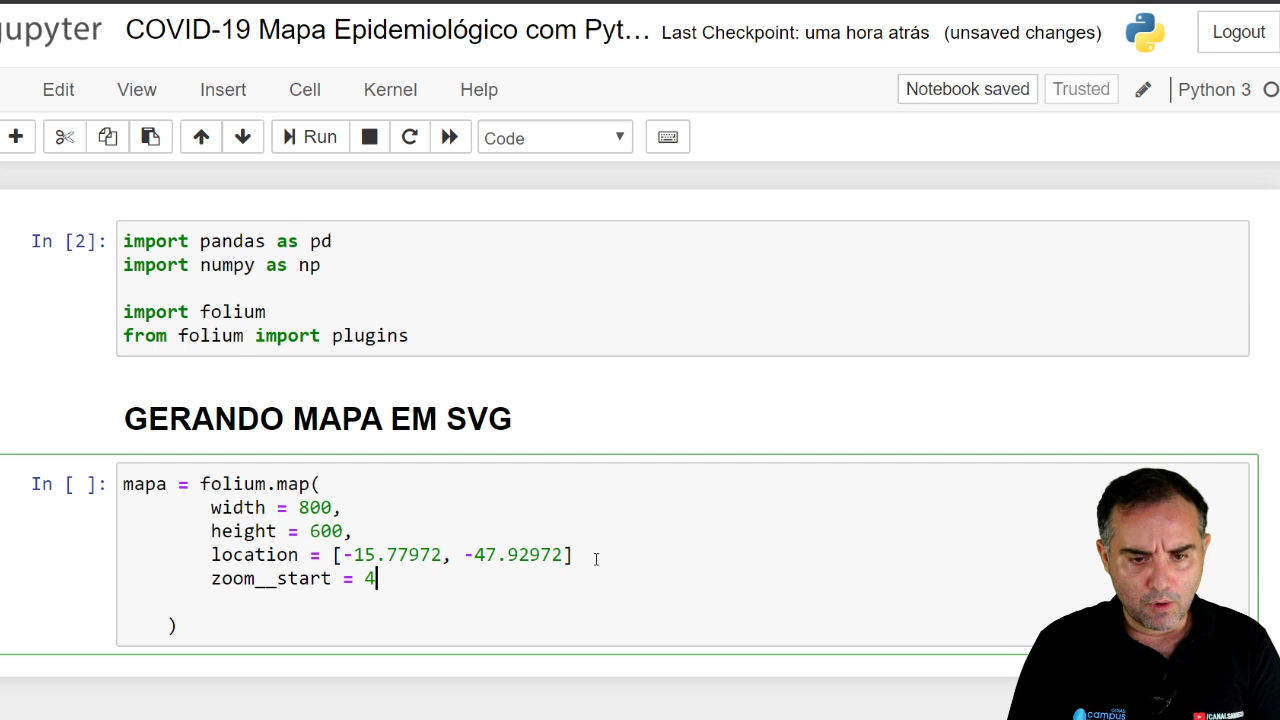 jupyter COVID-19 Mapa Epidemiológico com Pyt... Last Checkpoint: uma hora atrás (unsaved changes) Logout
Edit View Insert Cell Kernel Help Notebook saved Trusted Python 3
Run Code
In [2]: import pandas as pd
import numpy as np
import folium
from folium import plugins
GERANDO MAPA EM SVG
In [ ]: mapa = folium.map(
width = 800,
height = 600,
location = [-15.77972, -47.92972]
zoom__start = 4
)
campus
/CANALSANDECO